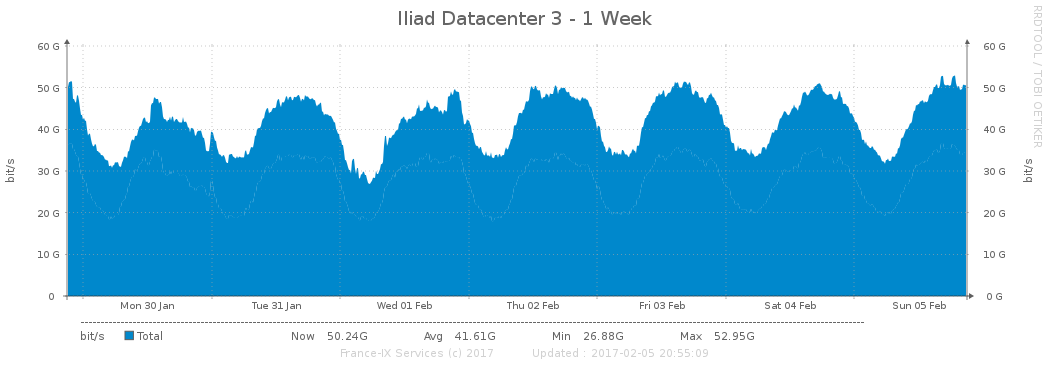 Iliad Datacenter 3 - 1 Week
RRDTOOL / TOBI OETIKER
60 G 60 G
50 G 50 G
40 G 40 G
30 G 30 G
20 G 20 G
10 G 10 G
0 0 G
bit/s bit/s
Mon 30 Jan Tue 31 Jan Wed 01 Feb Thu 02 Feb Fri 03 Feb Sat 04 Feb Sun 05 Feb
bit/s Total Now 50.24G Avg 41.61G Min 26.88G Max 52.95G
France-IX Services (c) 2017 Updated : 2017-02-05 20:55:09